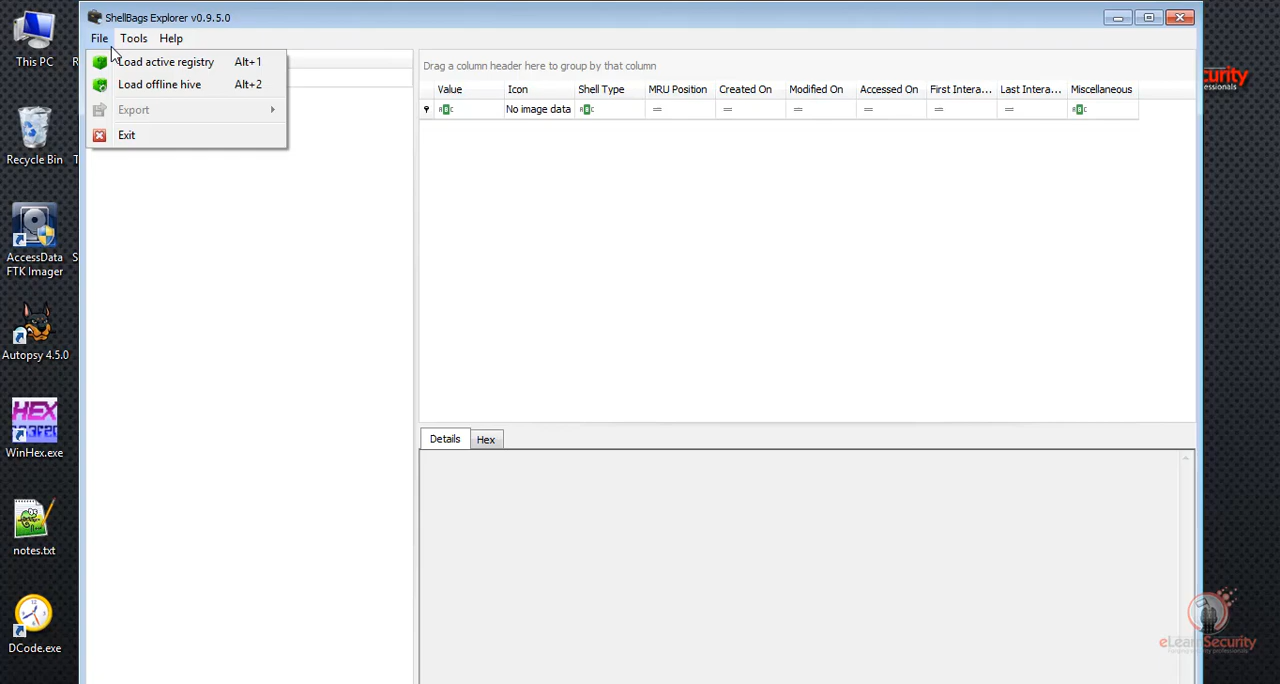 ShellBags Explorer v0.9.5.0
File Tools Help
Load active registry Alt+1
Load offline hive Alt+2
Export
Exit
Drag a column header here to group by that column
Value Icon Shell Type MRU Position Created On Modified On Accessed On First Intera... Last Intera... Miscellaneous
No image data
Details Hex
This PC
Recycle Bin
AccessData
FTK Imager
Autopsy 4.5.0
HEX
WinHex.exe
notes.txt
DCode.exe
curity
eLearnSecurity